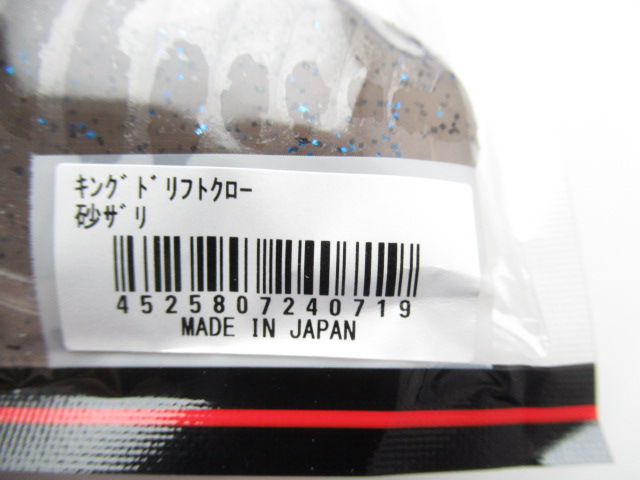 ｷﾝｸﾞﾄﾞﾘﾌﾄｸﾛｰ
砂ｻﾞﾘ
4525807240719
MADE IN JAPAN